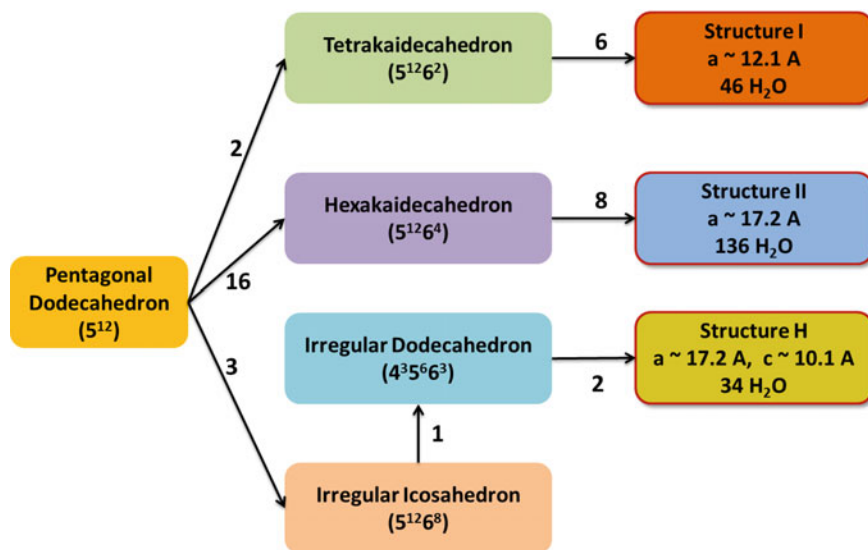 Tetrakaidecahedron
(5¹²6²)
6
Structure I
a ~ 12.1 A
46 H₂O
2
Hexakaidecahedron
(5¹²6⁴)
8
Structure II
a ~ 17.2 A
136 H₂O
Pentagonal
Dodecahedron
(5¹²)
16
Irregular Dodecahedron
(4³5⁶6³)
2
Structure H
a ~ 17.2 A, c ~ 10.1 A
34 H₂O
3
1
Irregular Icosahedron
(5¹²6⁸)